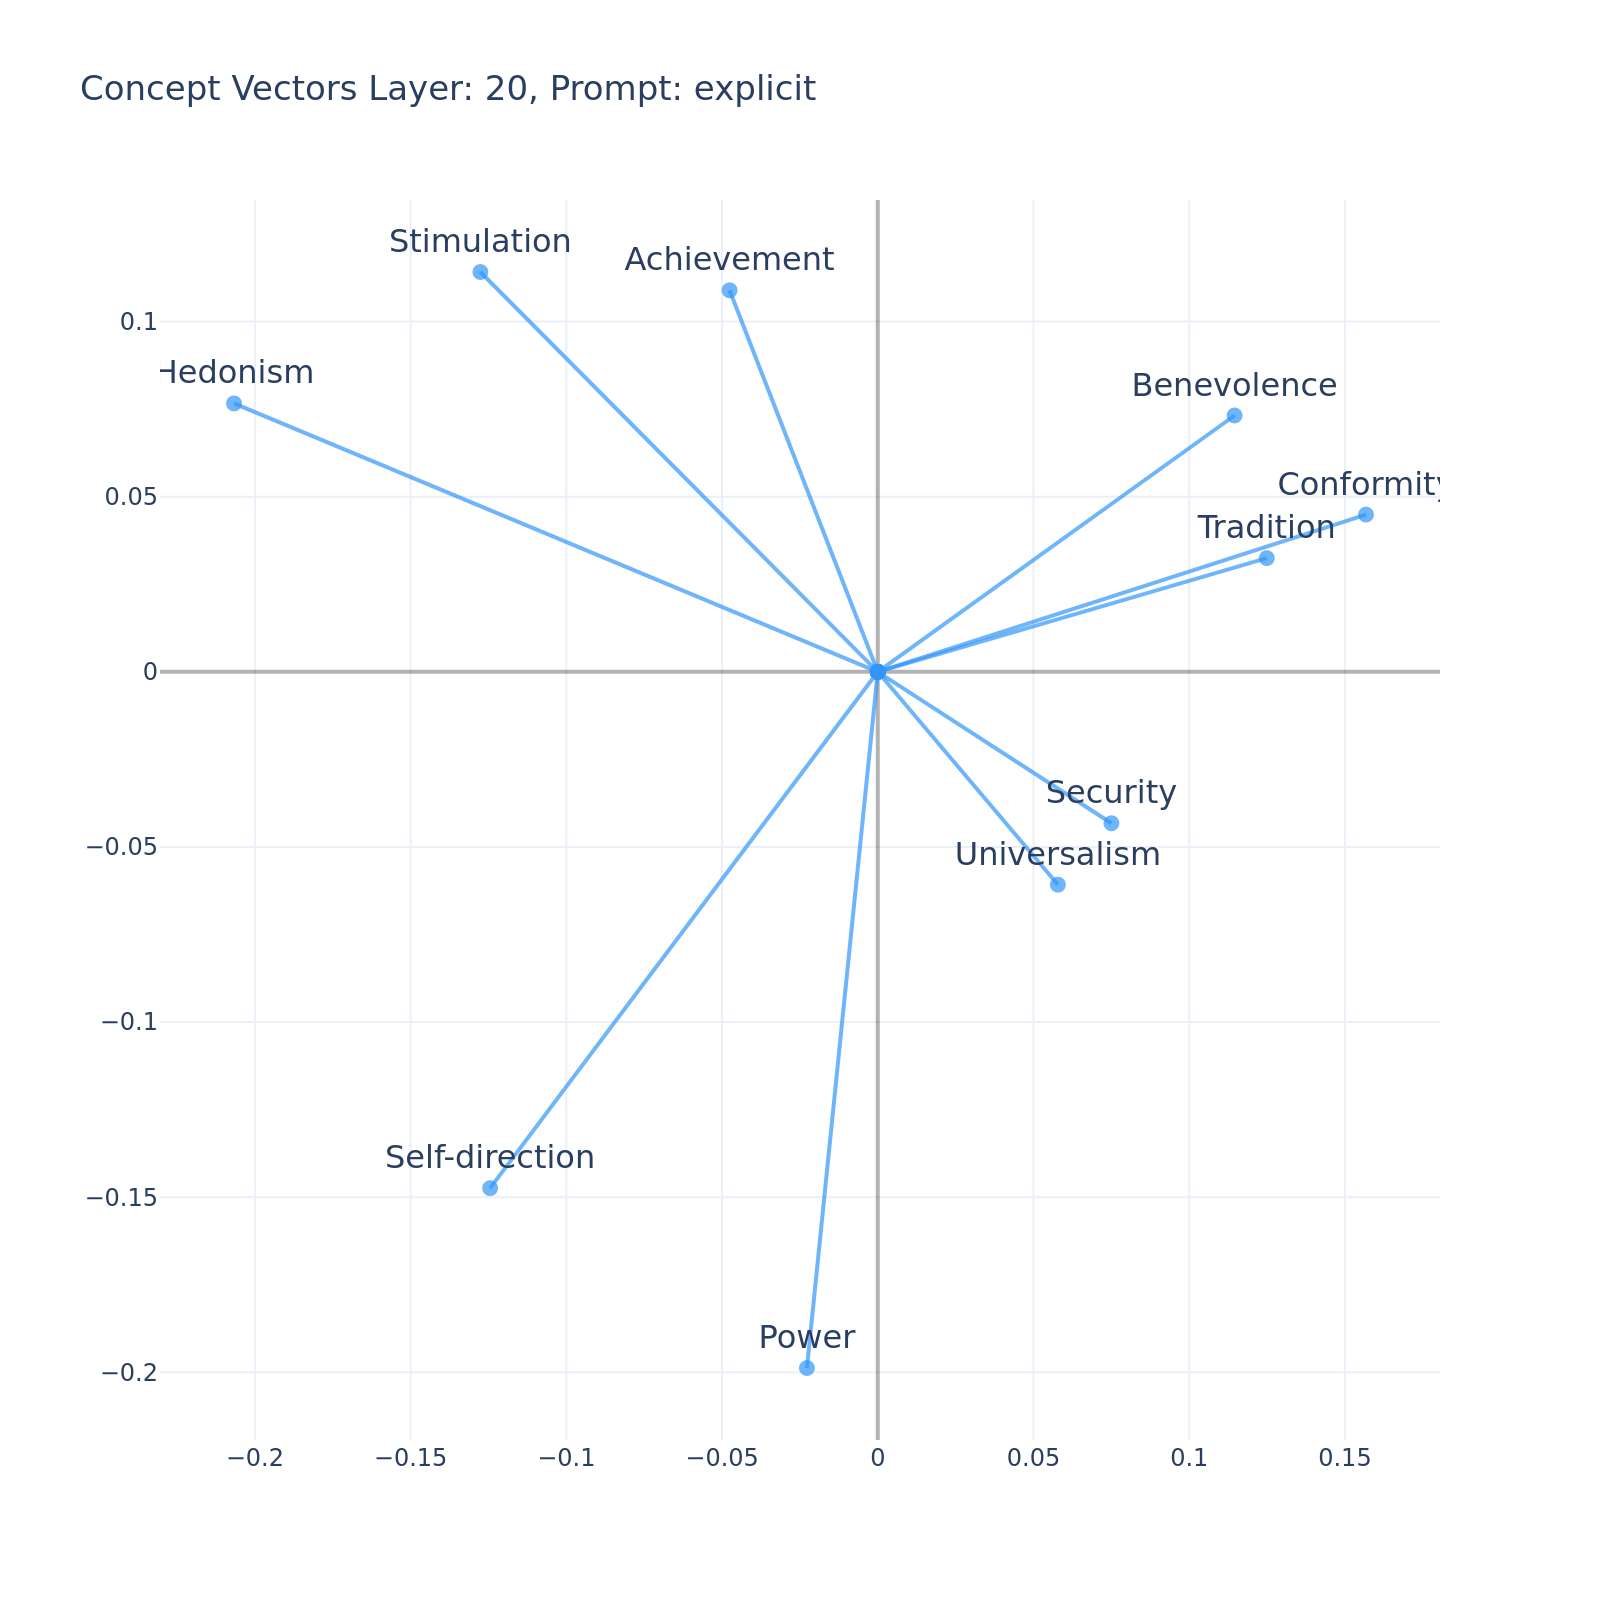 Concept Vectors Layer: 20, Prompt: explicit
Stimulation
Achievement
0.1
Hedonism
Benevolence
0.05
Conformity
Tradition
0
Security
−0.05
Universalism
−0.1
Self-direction
−0.15
Power
−0.2
−0.2 −0.15 −0.1 −0.05 0 0.05 0.1 0.15